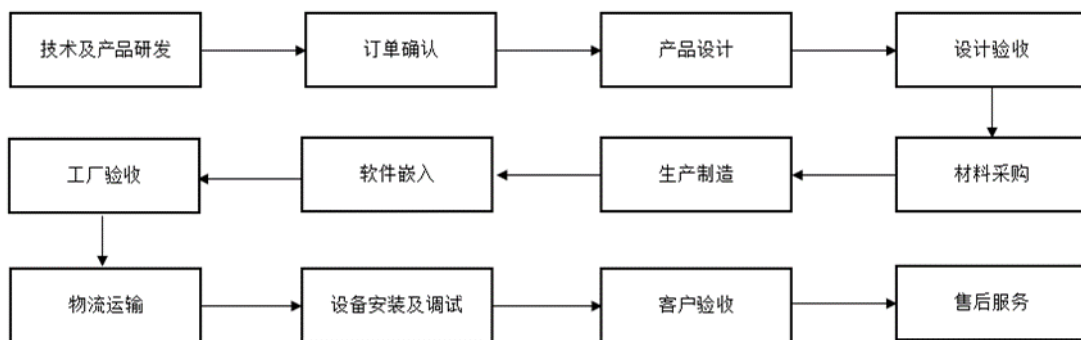 技术及产品研发
订单确认
产品设计
设计验收
材料采购
生产制造
软件嵌入
工厂验收
物流运输
设备安装及调试
客户验收
售后服务